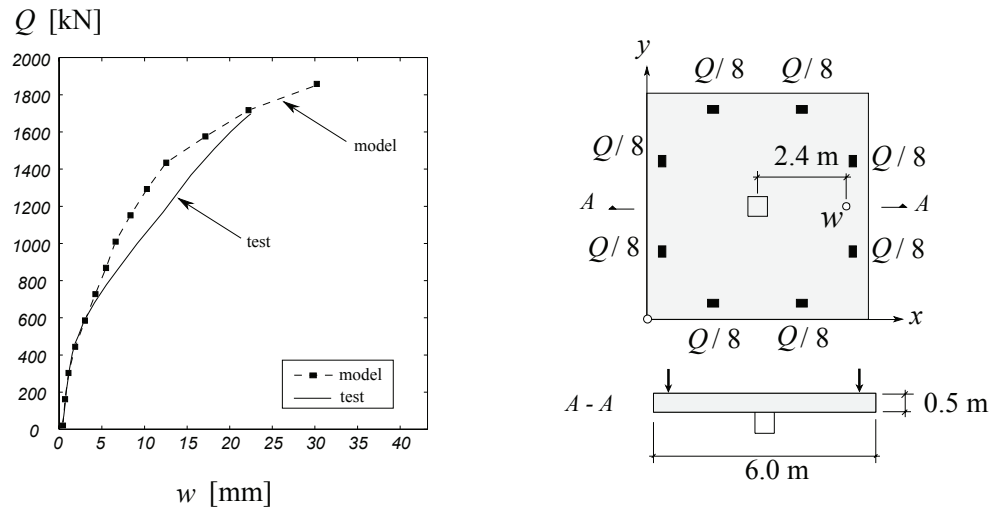 Q [kN]
2000
1800
1600
1400
1200
1000
800
600
400
200
0
0
5
10
15
20
25
30
35
40
w [mm]
model
test
model
test
y
Q/ 8
Q/ 8
Q/ 8
Q/ 8
2.4 m
A
A
w
Q/ 8
Q/ 8
x
Q/ 8
Q/ 8
A - A
0.5 m
6.0 m